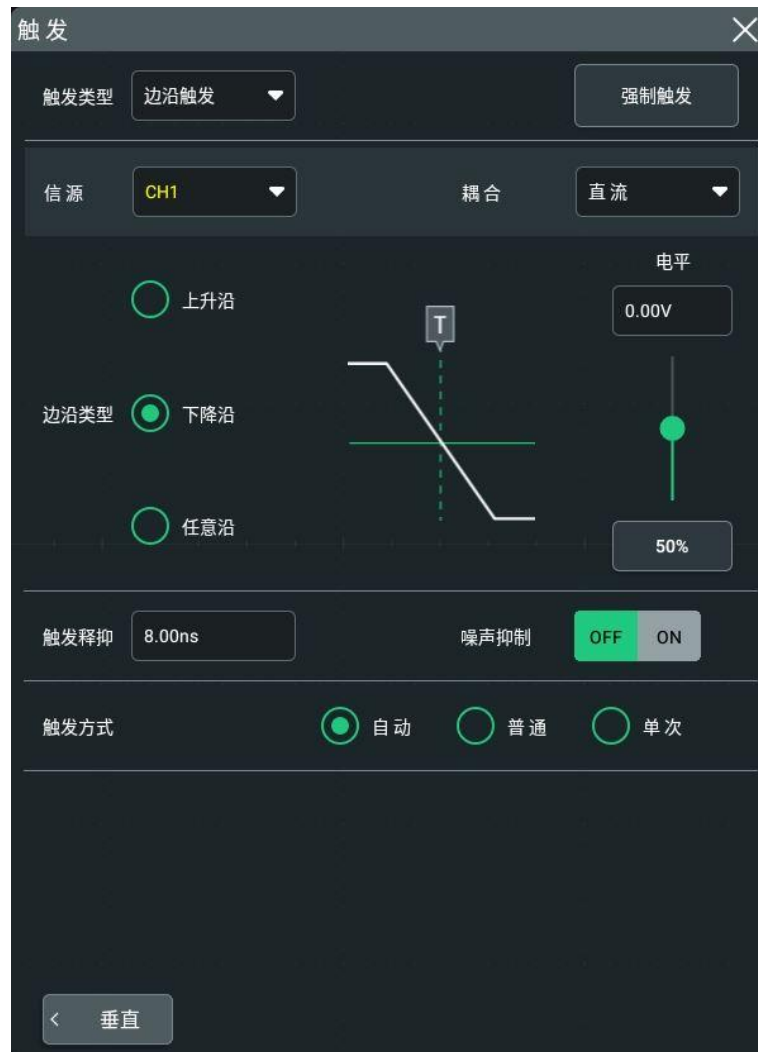 触发
触发类型 边沿触发 强制触发
信源 CH1 耦合 直流
电平
上升沿 T 0.00V
边沿类型 下降沿
任意沿 50%
触发释抑 8.00ns 噪声抑制 OFF ON
触发方式 自动 普通 单次
< 垂直